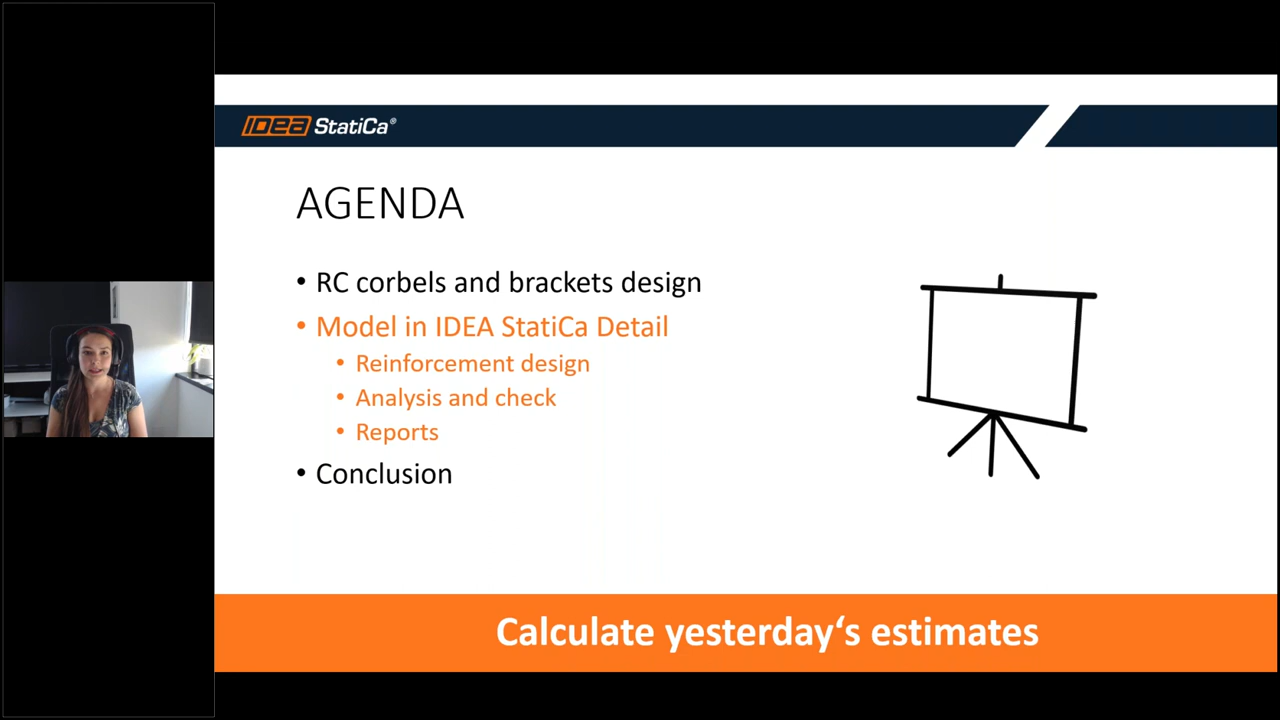 IDEA StatiCa®
AGENDA
• RC corbels and brackets design
• Model in IDEA StatiCa Detail
• Reinforcement design
• Analysis and check
• Reports
• Conclusion
Calculate yesterday‘s estimates